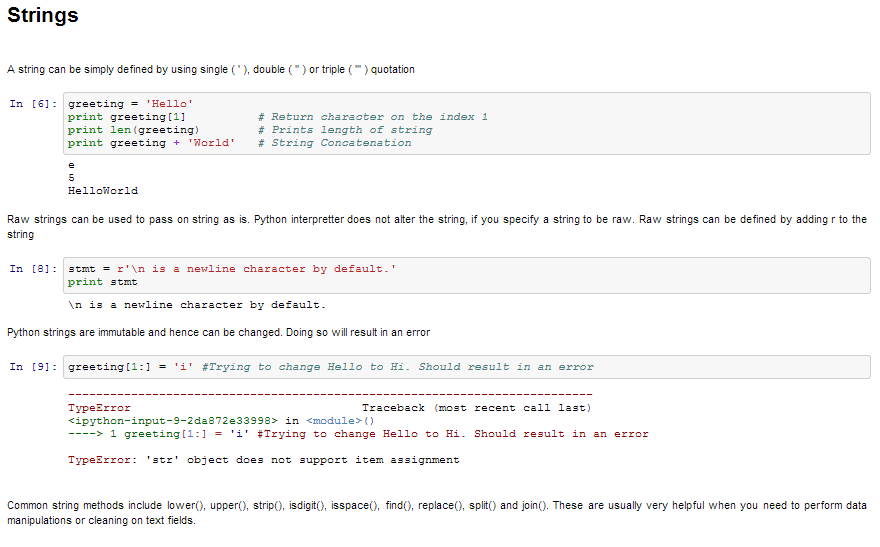 Strings
A string can be simply defined by using single ( ' ), double ( " ) or triple ( ''' ) quotation
In [6]: greeting = 'Hello'
print greeting[1] # Return character on the index 1
print len(greeting) # Prints length of string
print greeting + 'World' # String Concatenation
e
5
HelloWorld
Raw strings can be used to pass on string as is. Python interpretter does not alter the string, if you specify a string to be raw. Raw strings can be defined by adding r to the
string
In [8]: stmt = r'\n is a newline character by default.'
print stmt
\n is a newline character by default.
Python strings are immutable and hence can be changed. Doing so will result in an error
In [9]: greeting[1:] = 'i' #Trying to change Hello to Hi. Should result in an error
---------------------------------------------------------------------------
TypeError Traceback (most recent call last)
<ipython-input-9-2da872e33998> in <module>()
----> 1 greeting[1:] = 'i' #Trying to change Hello to Hi. Should result in an error
TypeError: 'str' object does not support item assignment
Common string methods include lower(), upper(), strip(), isdigit(), isspace(), find(), replace(), split() and join(). These are usually very helpful when you need to perform data
manipulations or cleaning on text fields.